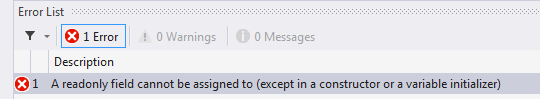 Error List
1 Error
0 Warnings
0 Messages
Description
1 A readonly field cannot be assigned to (except in a constructor or a variable initializer)